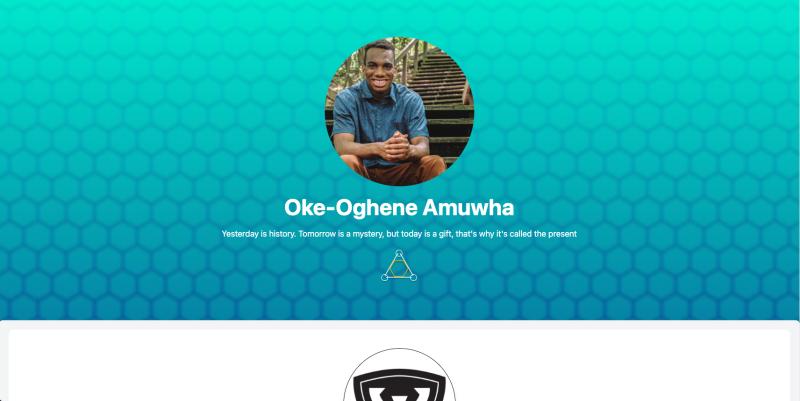 Oke-Oghene Amuwha
Yesterday is history. Tomorrow is a mystery, but today is a gift, that's why it's called the present